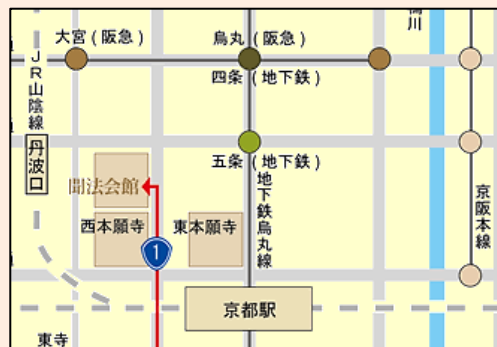 鴨川
大宮(阪急)
烏丸(阪急)
四条(地下鉄)
JR山陰線
丹波口
五条(地下鉄)
地下鉄烏丸線
聞法会館
西本願寺
東本願寺
京阪本線
1
京都駅
東寺